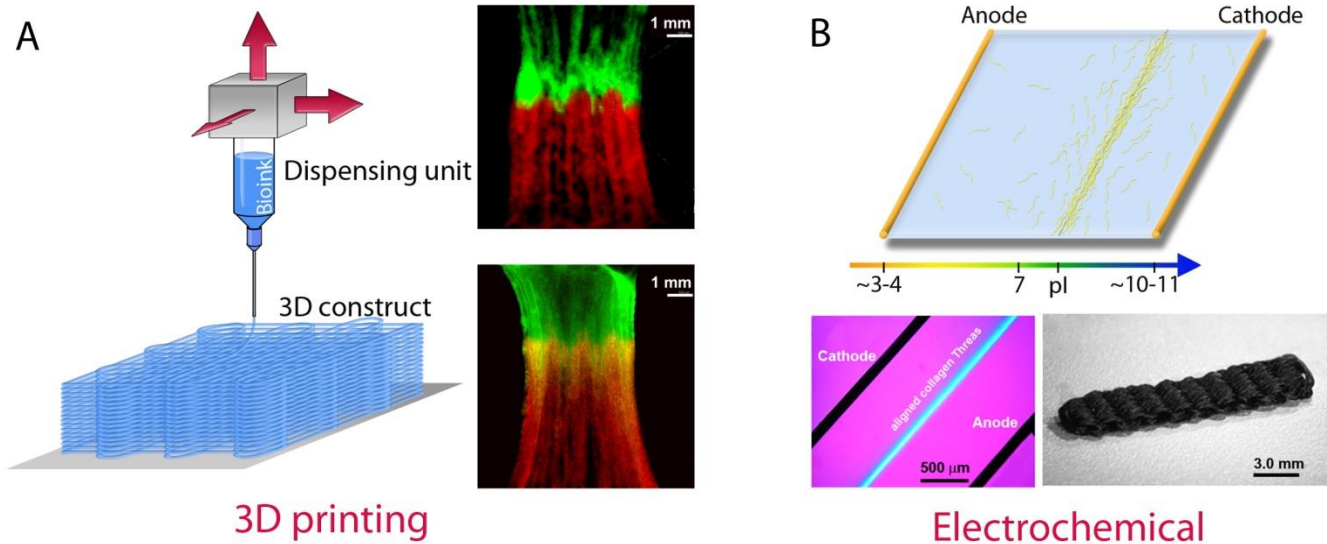 A
1 mm
Dispensing unit
Bioink
3D construct
1 mm
3D printing
B
Anode
Cathode
~3-4
7
pI
~10-11
Cathode
aligned collagen Threas
Anode
500 μm
3.0 mm
Electrochemical